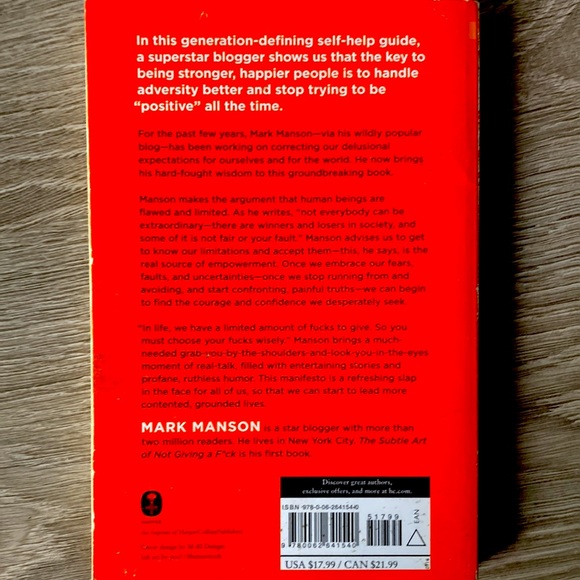 In this generation-defining self-help guide,
a superstar blogger shows us that the key to
being stronger, happier people is to handle
adversity better and stop trying to be
“positive” all the time.
For the past few years, Mark Manson—via his wildly popular
blog—has been working on correcting our delusional
expectations for ourselves and for the world. He now brings
his hard-fought wisdom to this groundbreaking book.
Manson makes the argument that human beings are
flawed and limited. As he writes, “not everybody can be
extraordinary—there are winners and losers in society, and
some of it is not fair or your fault.” Manson advises us to get
to know our limitations and accept them—this, he says, is the
real source of empowerment. Once we embrace our fears,
faults, and uncertainties—once we stop running from and
avoiding, and start confronting, painful truths—we can begin
to find the courage and confidence we desperately seek.
“In life, we have a limited amount of fucks to give. So you
must choose your fucks wisely.” Manson brings a much-
needed grab-you-by-the-shoulders-and-look-you-in-the-eyes
moment of real-talk, filled with entertaining stories and
profane, ruthless humor. This manifesto is a refreshing slap
in the face for all of us, so that we can start to lead more
contented, grounded lives.
MARK MANSON is a star blogger with more than
two million readers. He lives in New York City. The Subtle Art
of Not Giving a F*ck is his first book.
Discover great authors,
exclusive offers, and more at hc.com.
ISBN 978-0-06-264154-0
51799
EAN
9 780062 641540
USA $17.99 / CAN $21.99